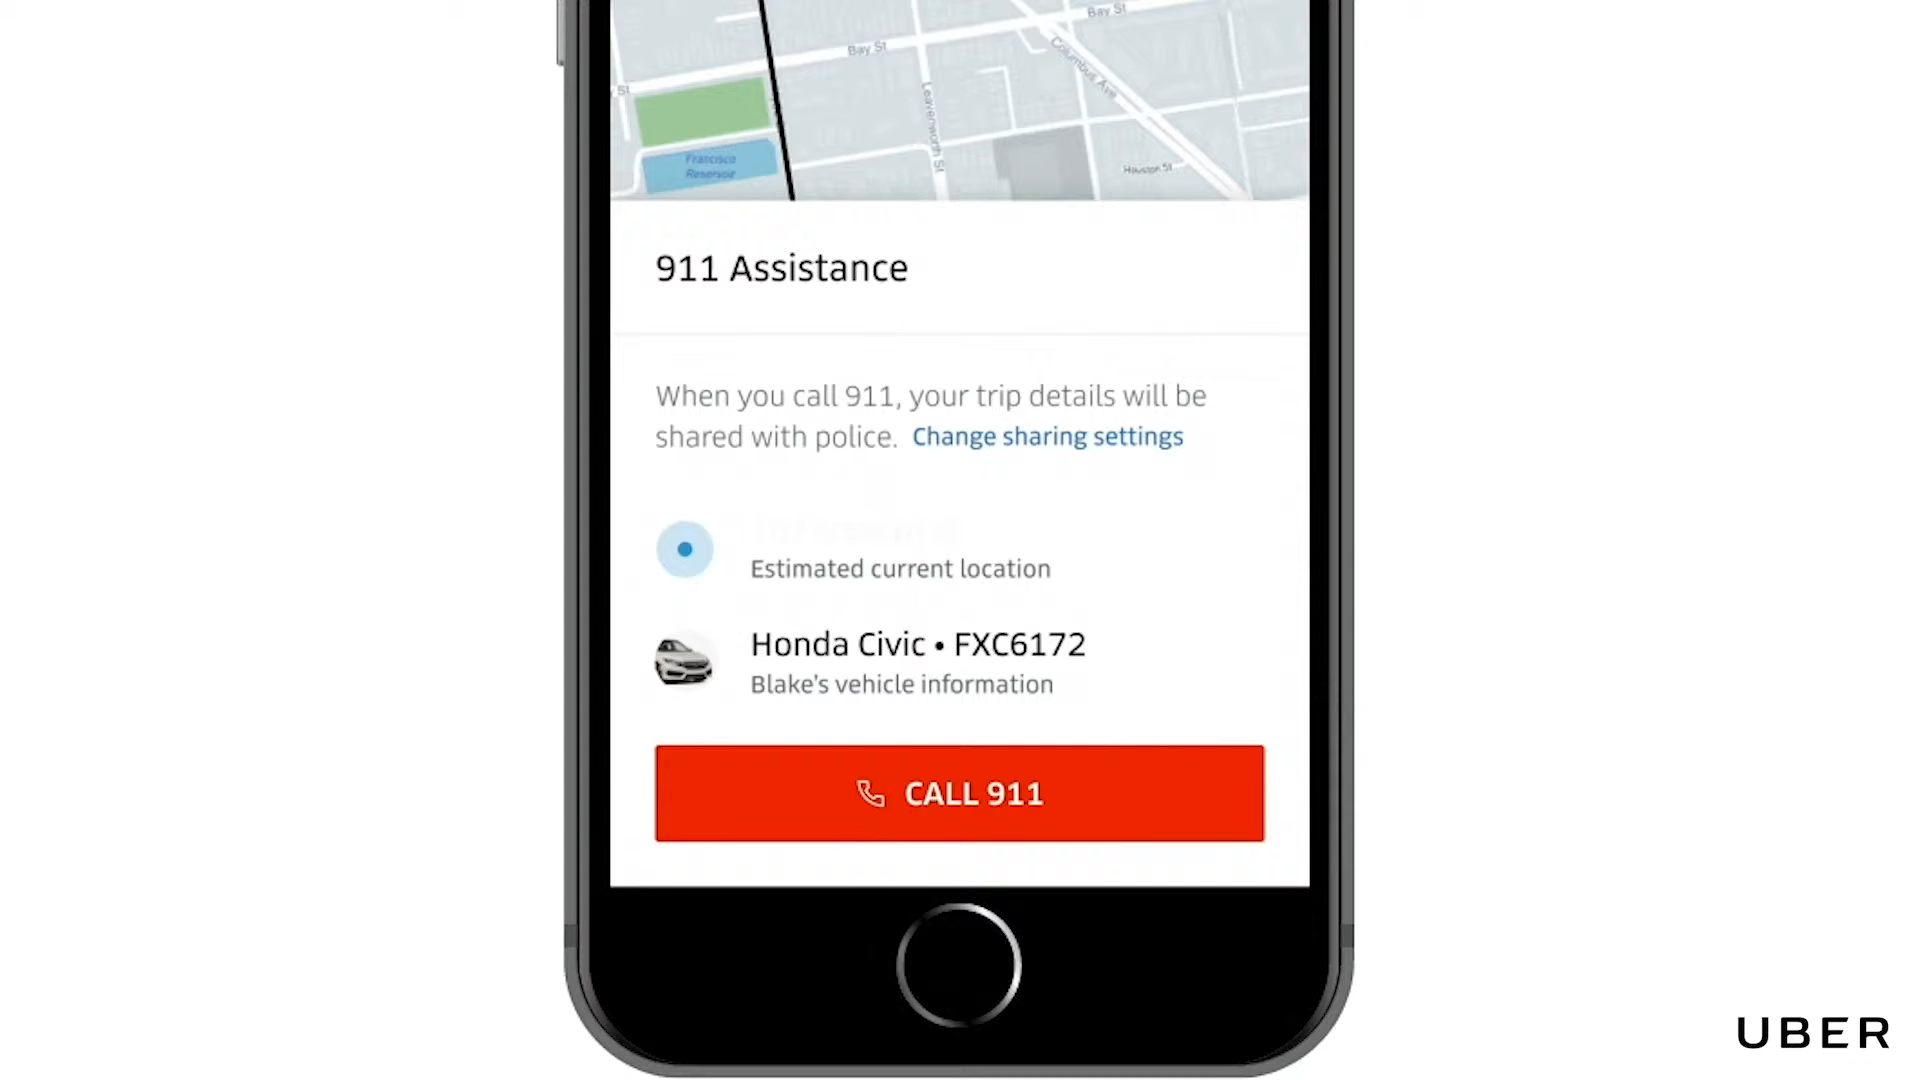 Bay St
Bay St
Columbus Ave
St
Leavenworth St
Francisco
Reservoir
Houston St
911 Assistance
When you call 911, your trip details will be
shared with police. Change sharing settings
Estimated current location
Honda Civic • FXC6172
Blake's vehicle information
CALL 911
UBER